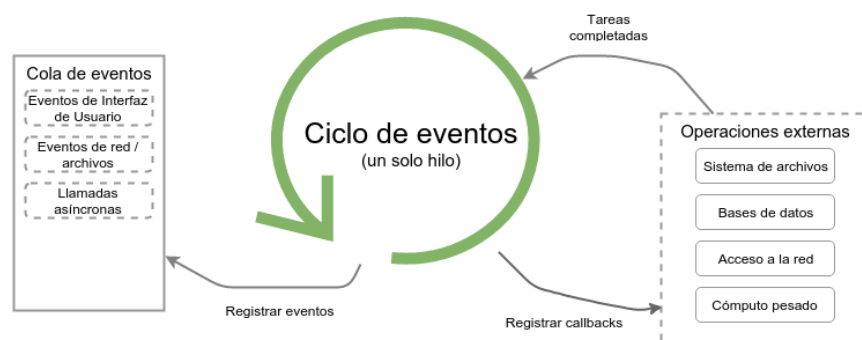 Cola de eventos
Eventos de Interfaz
de Usuario
Eventos de red /
archivos
Llamadas
asíncronas
Ciclo de eventos
(un solo hilo)
Registrar eventos
Tareas
completadas
Registrar callbacks
Operaciones externas
Sistema de archivos
Bases de datos
Acceso a la red
Cómputo pesado